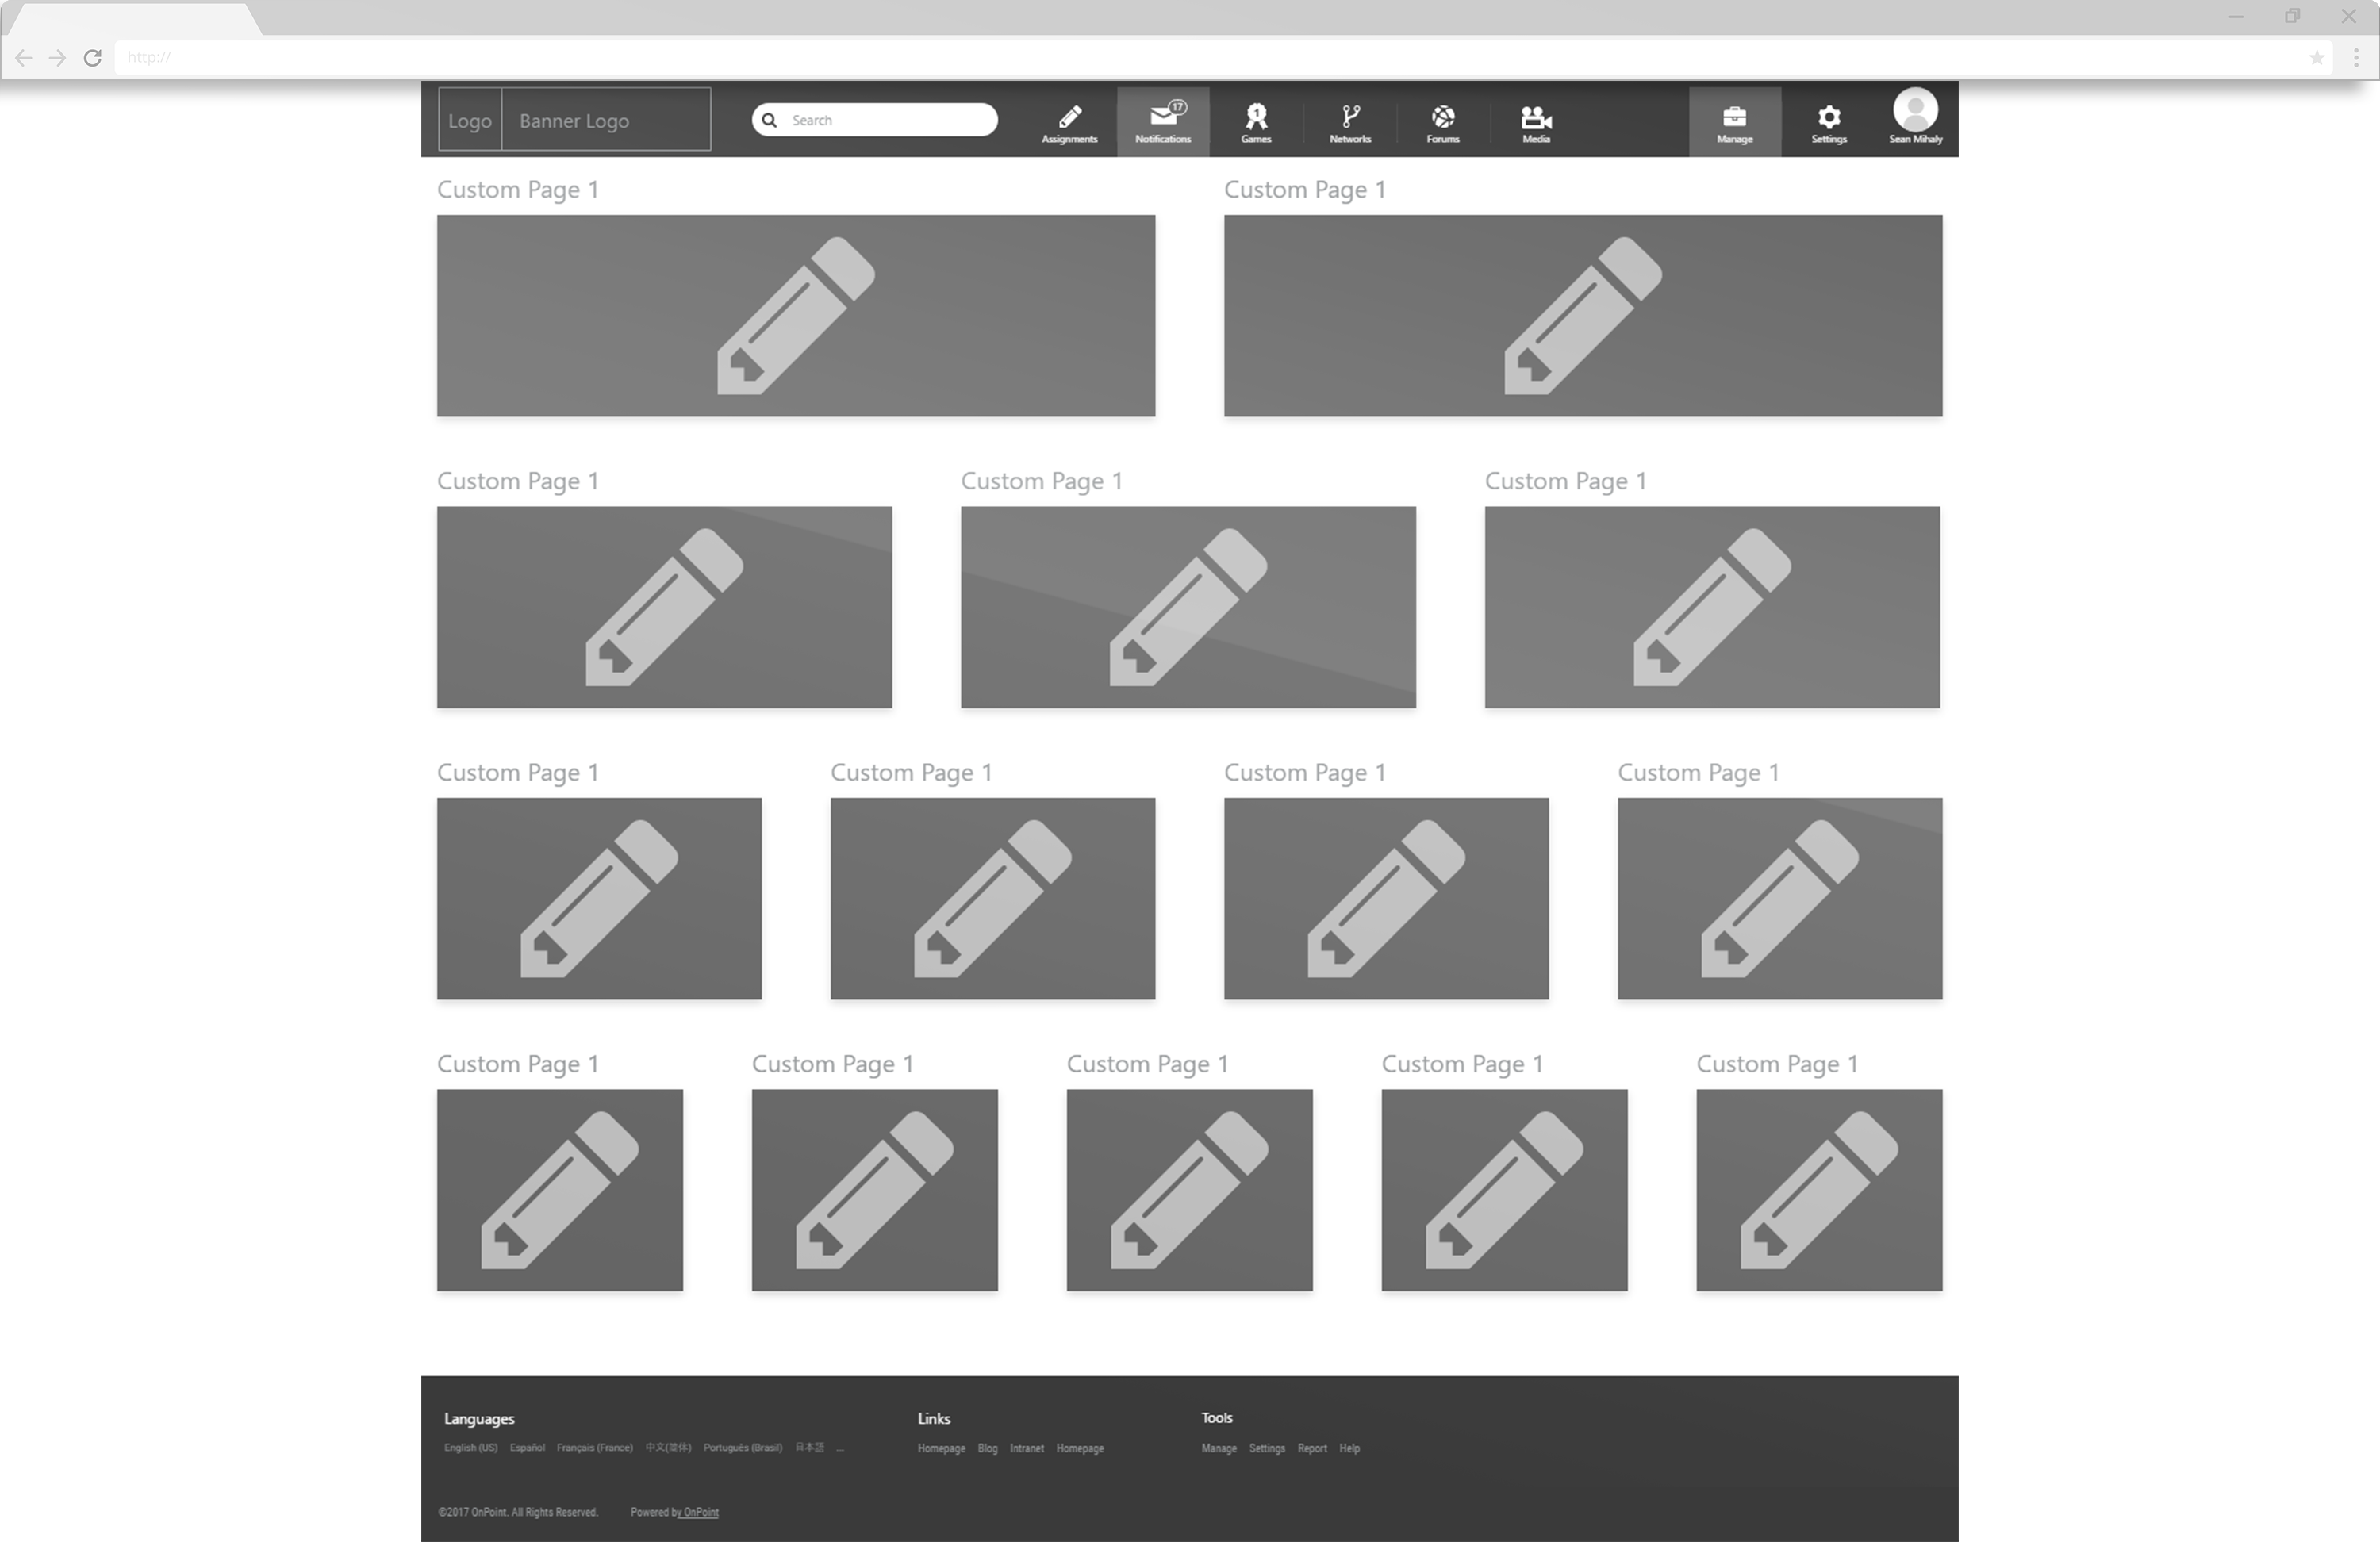 http://
Logo Banner Logo Search Assignments 17 Notifications 1 Games Networks Forums Media Manage Settings Sean Mihaly
Custom Page 1 Custom Page 1
Custom Page 1 Custom Page 1 Custom Page 1
Custom Page 1 Custom Page 1 Custom Page 1 Custom Page 1
Custom Page 1 Custom Page 1 Custom Page 1 Custom Page 1 Custom Page 1
Languages Links Tools
English (US) Español Français (France) 中文(简体) Português (Brasil) 日本語 ... Homepage Blog Intranet Homepage Manage Settings Report Help
©2017 OnPoint. All Rights Reserved. Powered by OnPoint